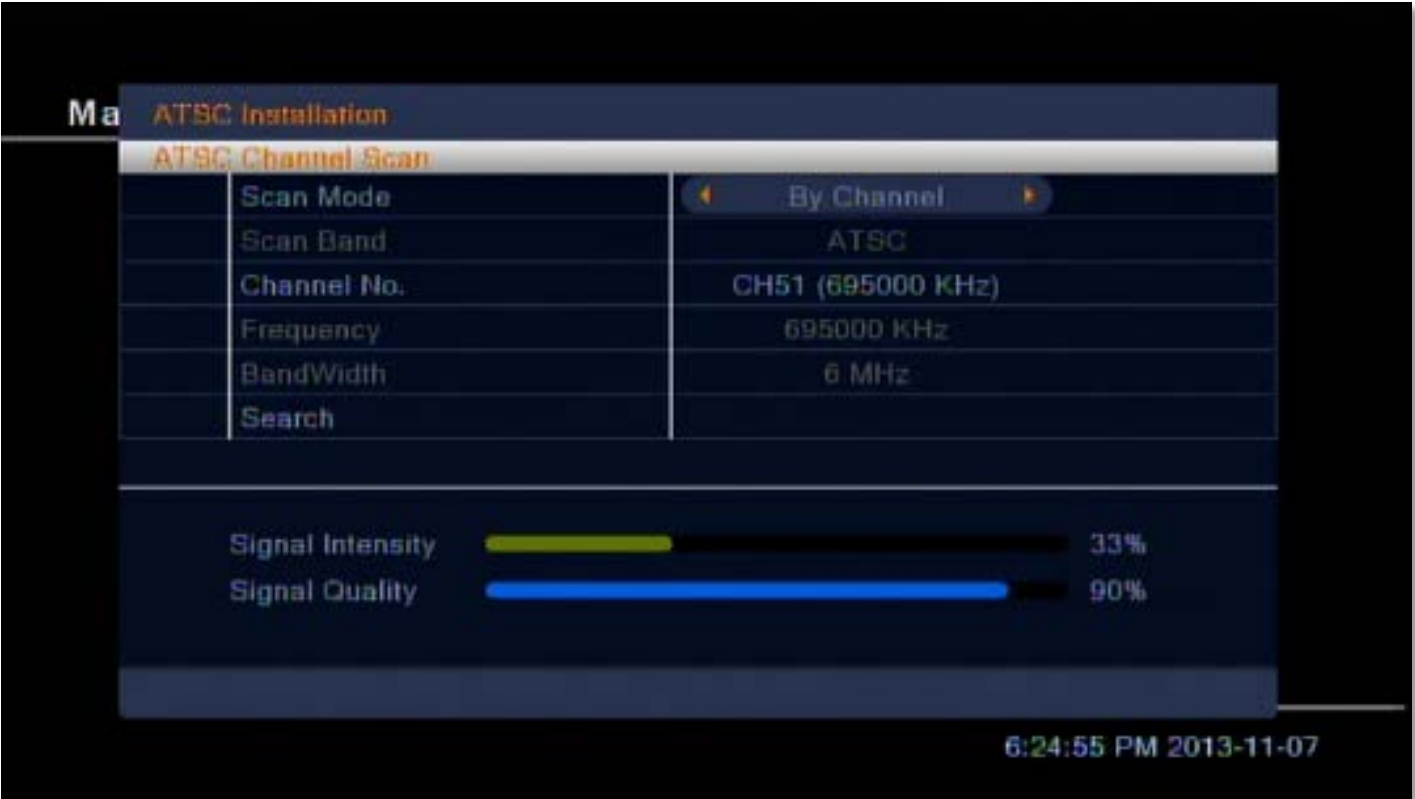 Ma
ATSC Installation
ATSC Channel Scan
Scan Mode By Channel
Scan Band ATSC
Channel No. CH51 (695000 KHz)
Frequency 695000 KHz
BandWidth 6 MHz
Search
Signal Intensity 33%
Signal Quality 90%
6:24:55 PM 2013-11-07